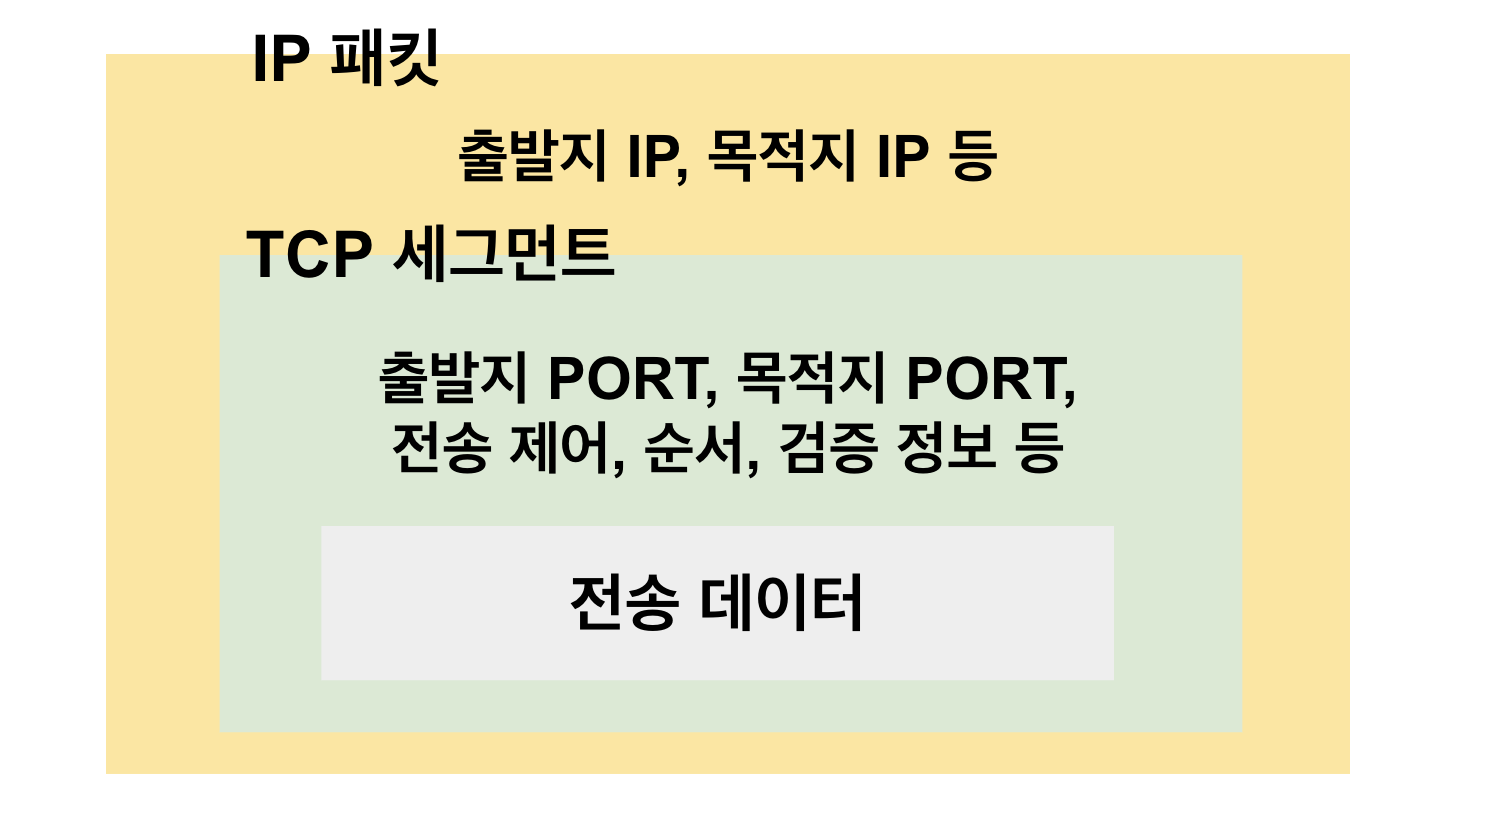 IP 패킷
출발지 IP, 목적지 IP 등
TCP 세그먼트
출발지 PORT, 목적지 PORT,
전송 제어, 순서, 검증 정보 등
전송 데이터